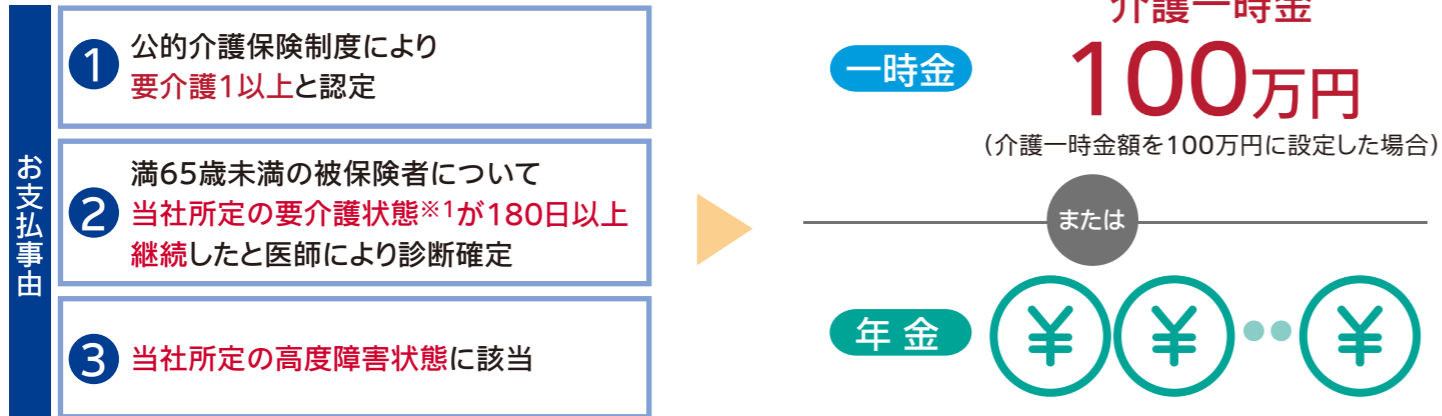 お支払事由
1 公的介護保険制度により
要介護1以上と認定
2 満65歳未満の被保険者について
当社所定の要介護状態※1が180日以上
継続したと医師により診断確定
3 当社所定の高度障害状態に該当
介護一時金
一時金
100万円
(介護一時金額を100万円に設定した場合)
または
年金
¥ ¥ ¥